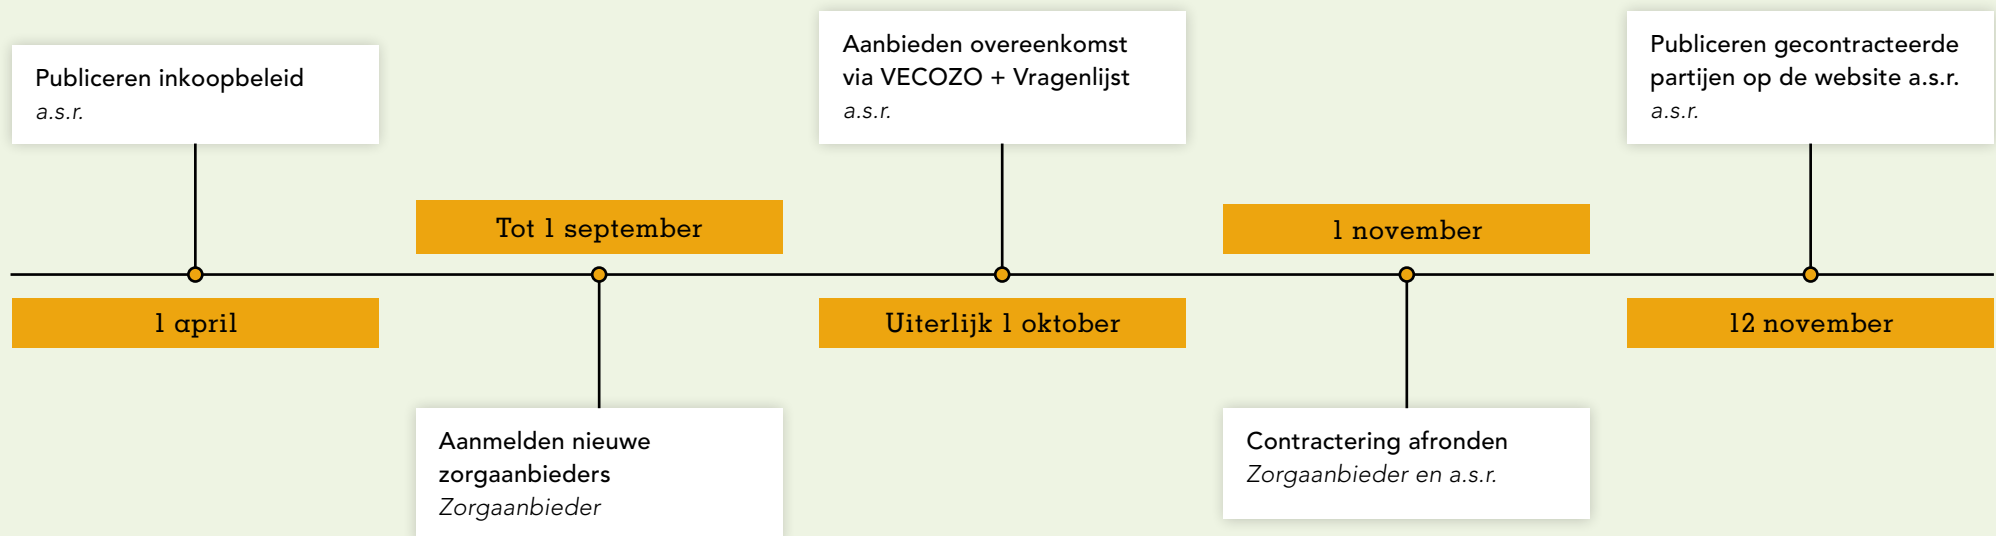 Publiceren inkoopbeleid
a.s.r.
1 april
Tot 1 september
Aanmelden nieuwe
zorgaanbieders
Zorgaanbieder
Aanbieden overeenkomst
via VECOZO + Vragenlijst
a.s.r.
Uiterlijk 1 oktober
1 november
Contractering afronden
Zorgaanbieder en a.s.r.
Publiceren gecontracteerde
partijen op de website a.s.r.
a.s.r.
12 november